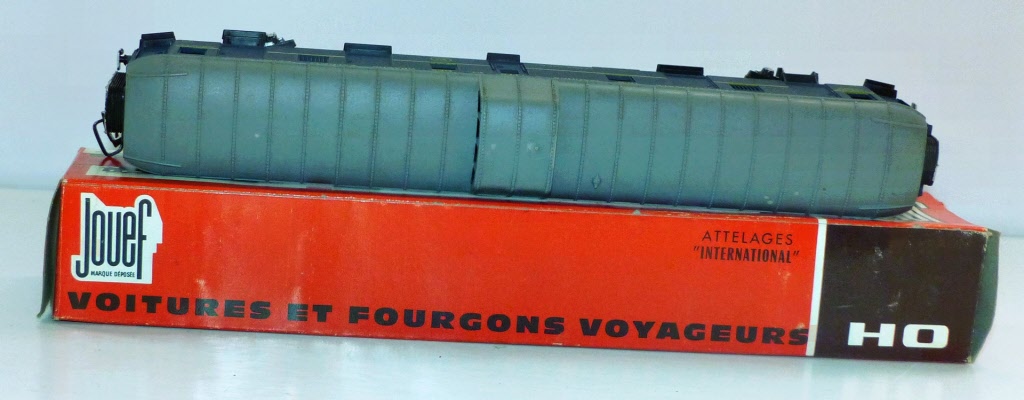 Jouef
MARQUE DÉPOSÉE
ATTELAGES
"INTERNATIONAL"
VOITURES ET FOURGONS VOYAGEURS
HO